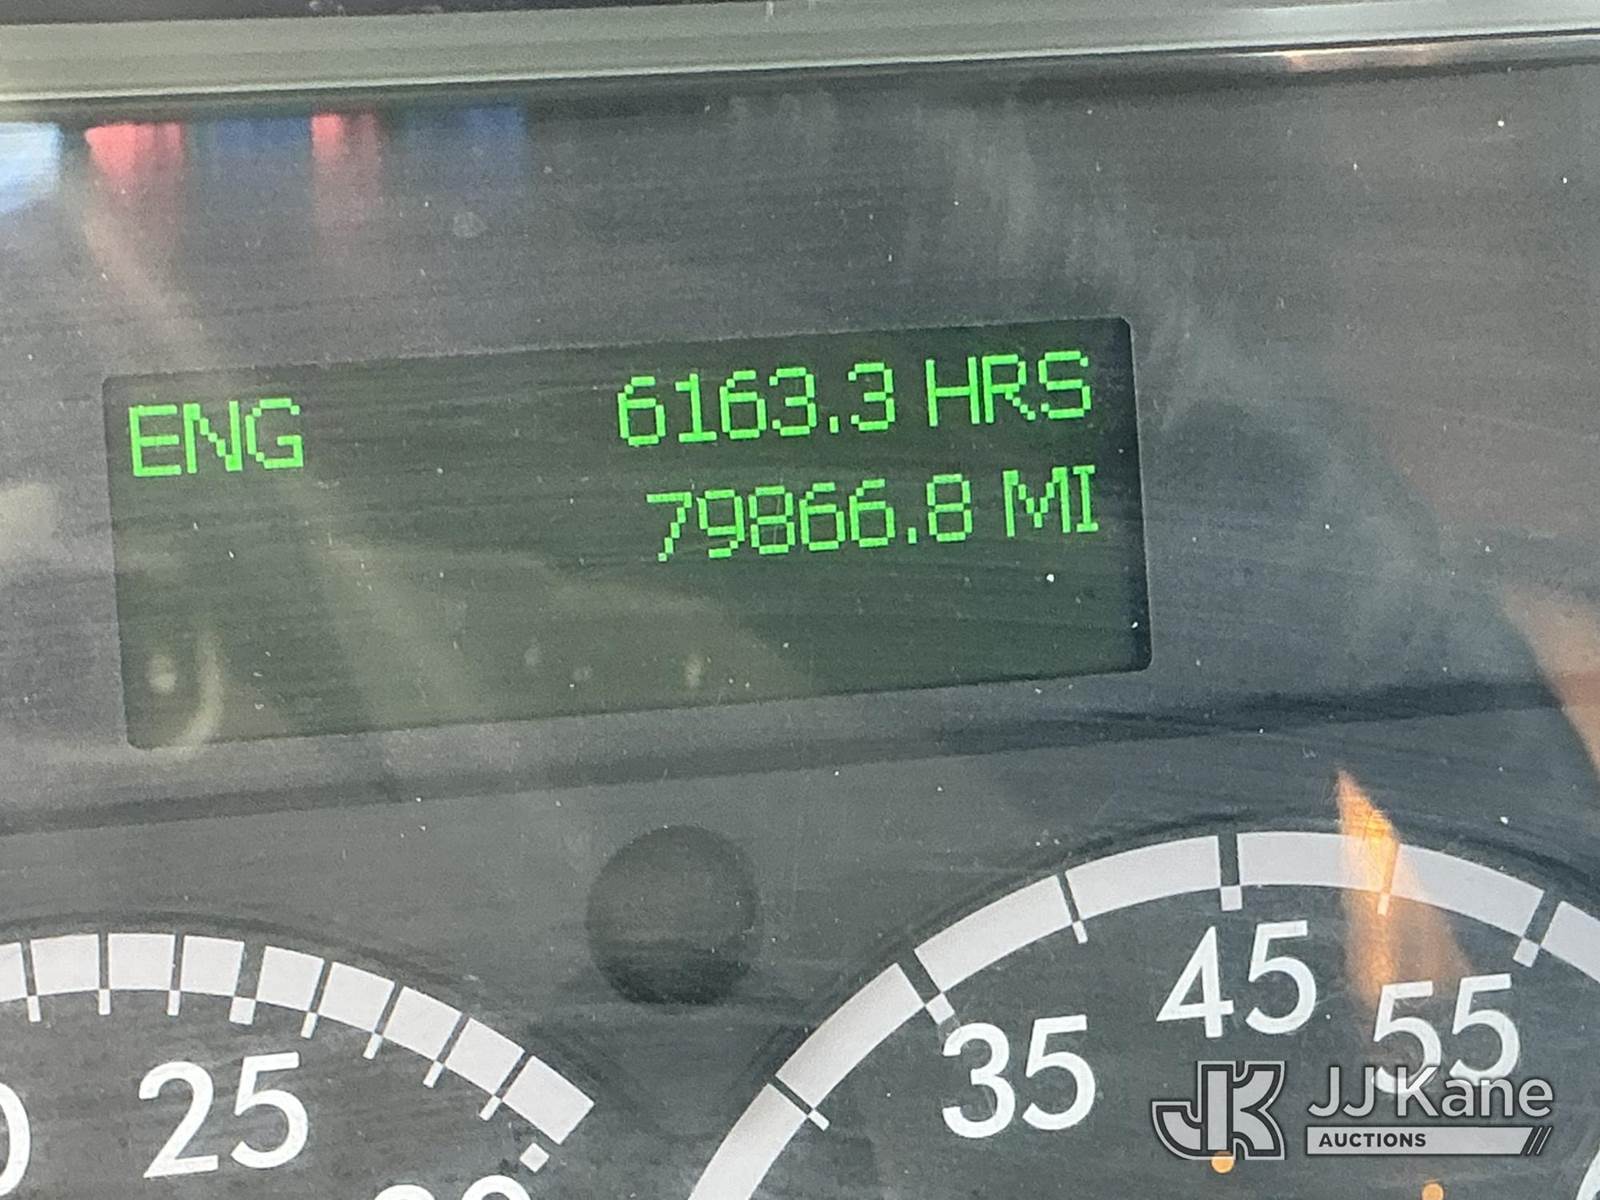 ENG 6163.3 HRS
79866.8 MI
25
35
45
55
JJ Kane
AUCTIONS